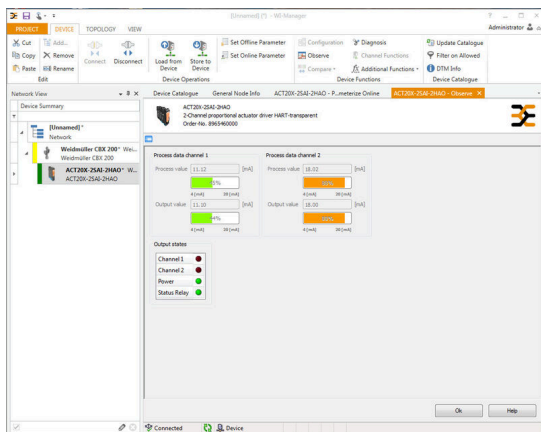 [Unnamed] (*) - WI-Manager
PROJECT DEVICE TOPOLOGY VIEW Administrator
Cut Add...
Copy Remove
Paste Rename
Edit
Connect Disconnect
Load from Device Store to Device
Set Offline Parameter
Set Online Parameter
Device Operations
Configuration Diagnosis
Observe Channel Functions
Compare Additional Functions
Device Functions
Update Catalogue
Filter on Allowed
DTM Info
Device Catalogue
Network View
Device Summary
[Unnamed]*
Network
Weidmüller CBX 200* Wei...
Weidmüller CBX 200
ACT20X-2SAI-2HAO* W...
ACT20X-2SAI-2HAO
Device Catalogue General Node Info ACT20X-2SAI-2HAO - P...meterize Online ACT20X-2SAI-2HAO - Observe
ACT20X-2SAI-2HAO
2-Channel proportional actuator driver HART-transparent
Order-No. 8965460000
Process data channel 1
Process value 11.12 [mA]
4 [mA] 20 [mA]
Output value 11.10 [mA]
44%
4 [mA] 20 [mA]
Process data channel 2
Process value 18.02 [mA]
4 [mA] 20 [mA]
Output value 18.00 [mA]
4 [mA] 20 [mA]
Output states
Channel 1
Channel 2
Power
Status Relay
Ok Help
Connected Device